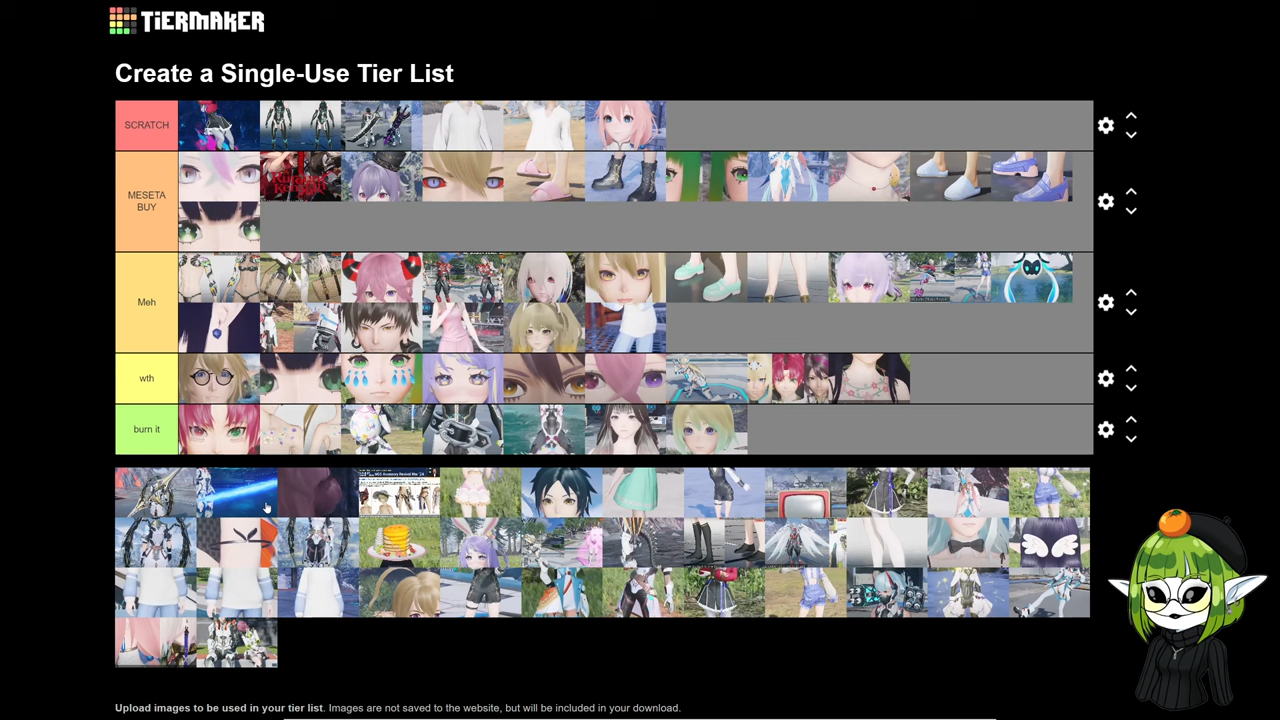 TiERMAKER
Create a Single-Use Tier List
SCRATCH
MESETA
BUY
Meh
wth
burn it
Upload images to be used in your tier list. Images are not saved to the website, but will be included in your download.